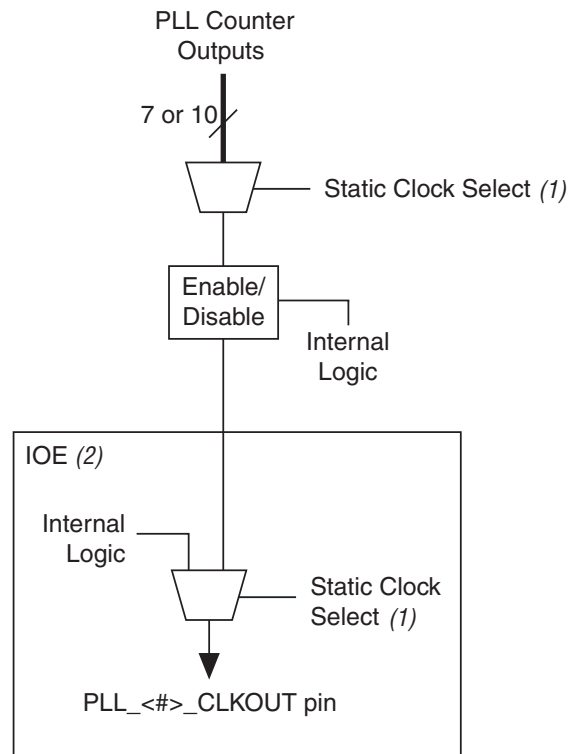 PLL Counter
Outputs
7 or 10
Static Clock Select (1)
Enable/
Disable
Internal
Logic
IOE (2)
Internal
Logic
Static Clock
Select (1)
PLL_<#>_CLKOUT pin